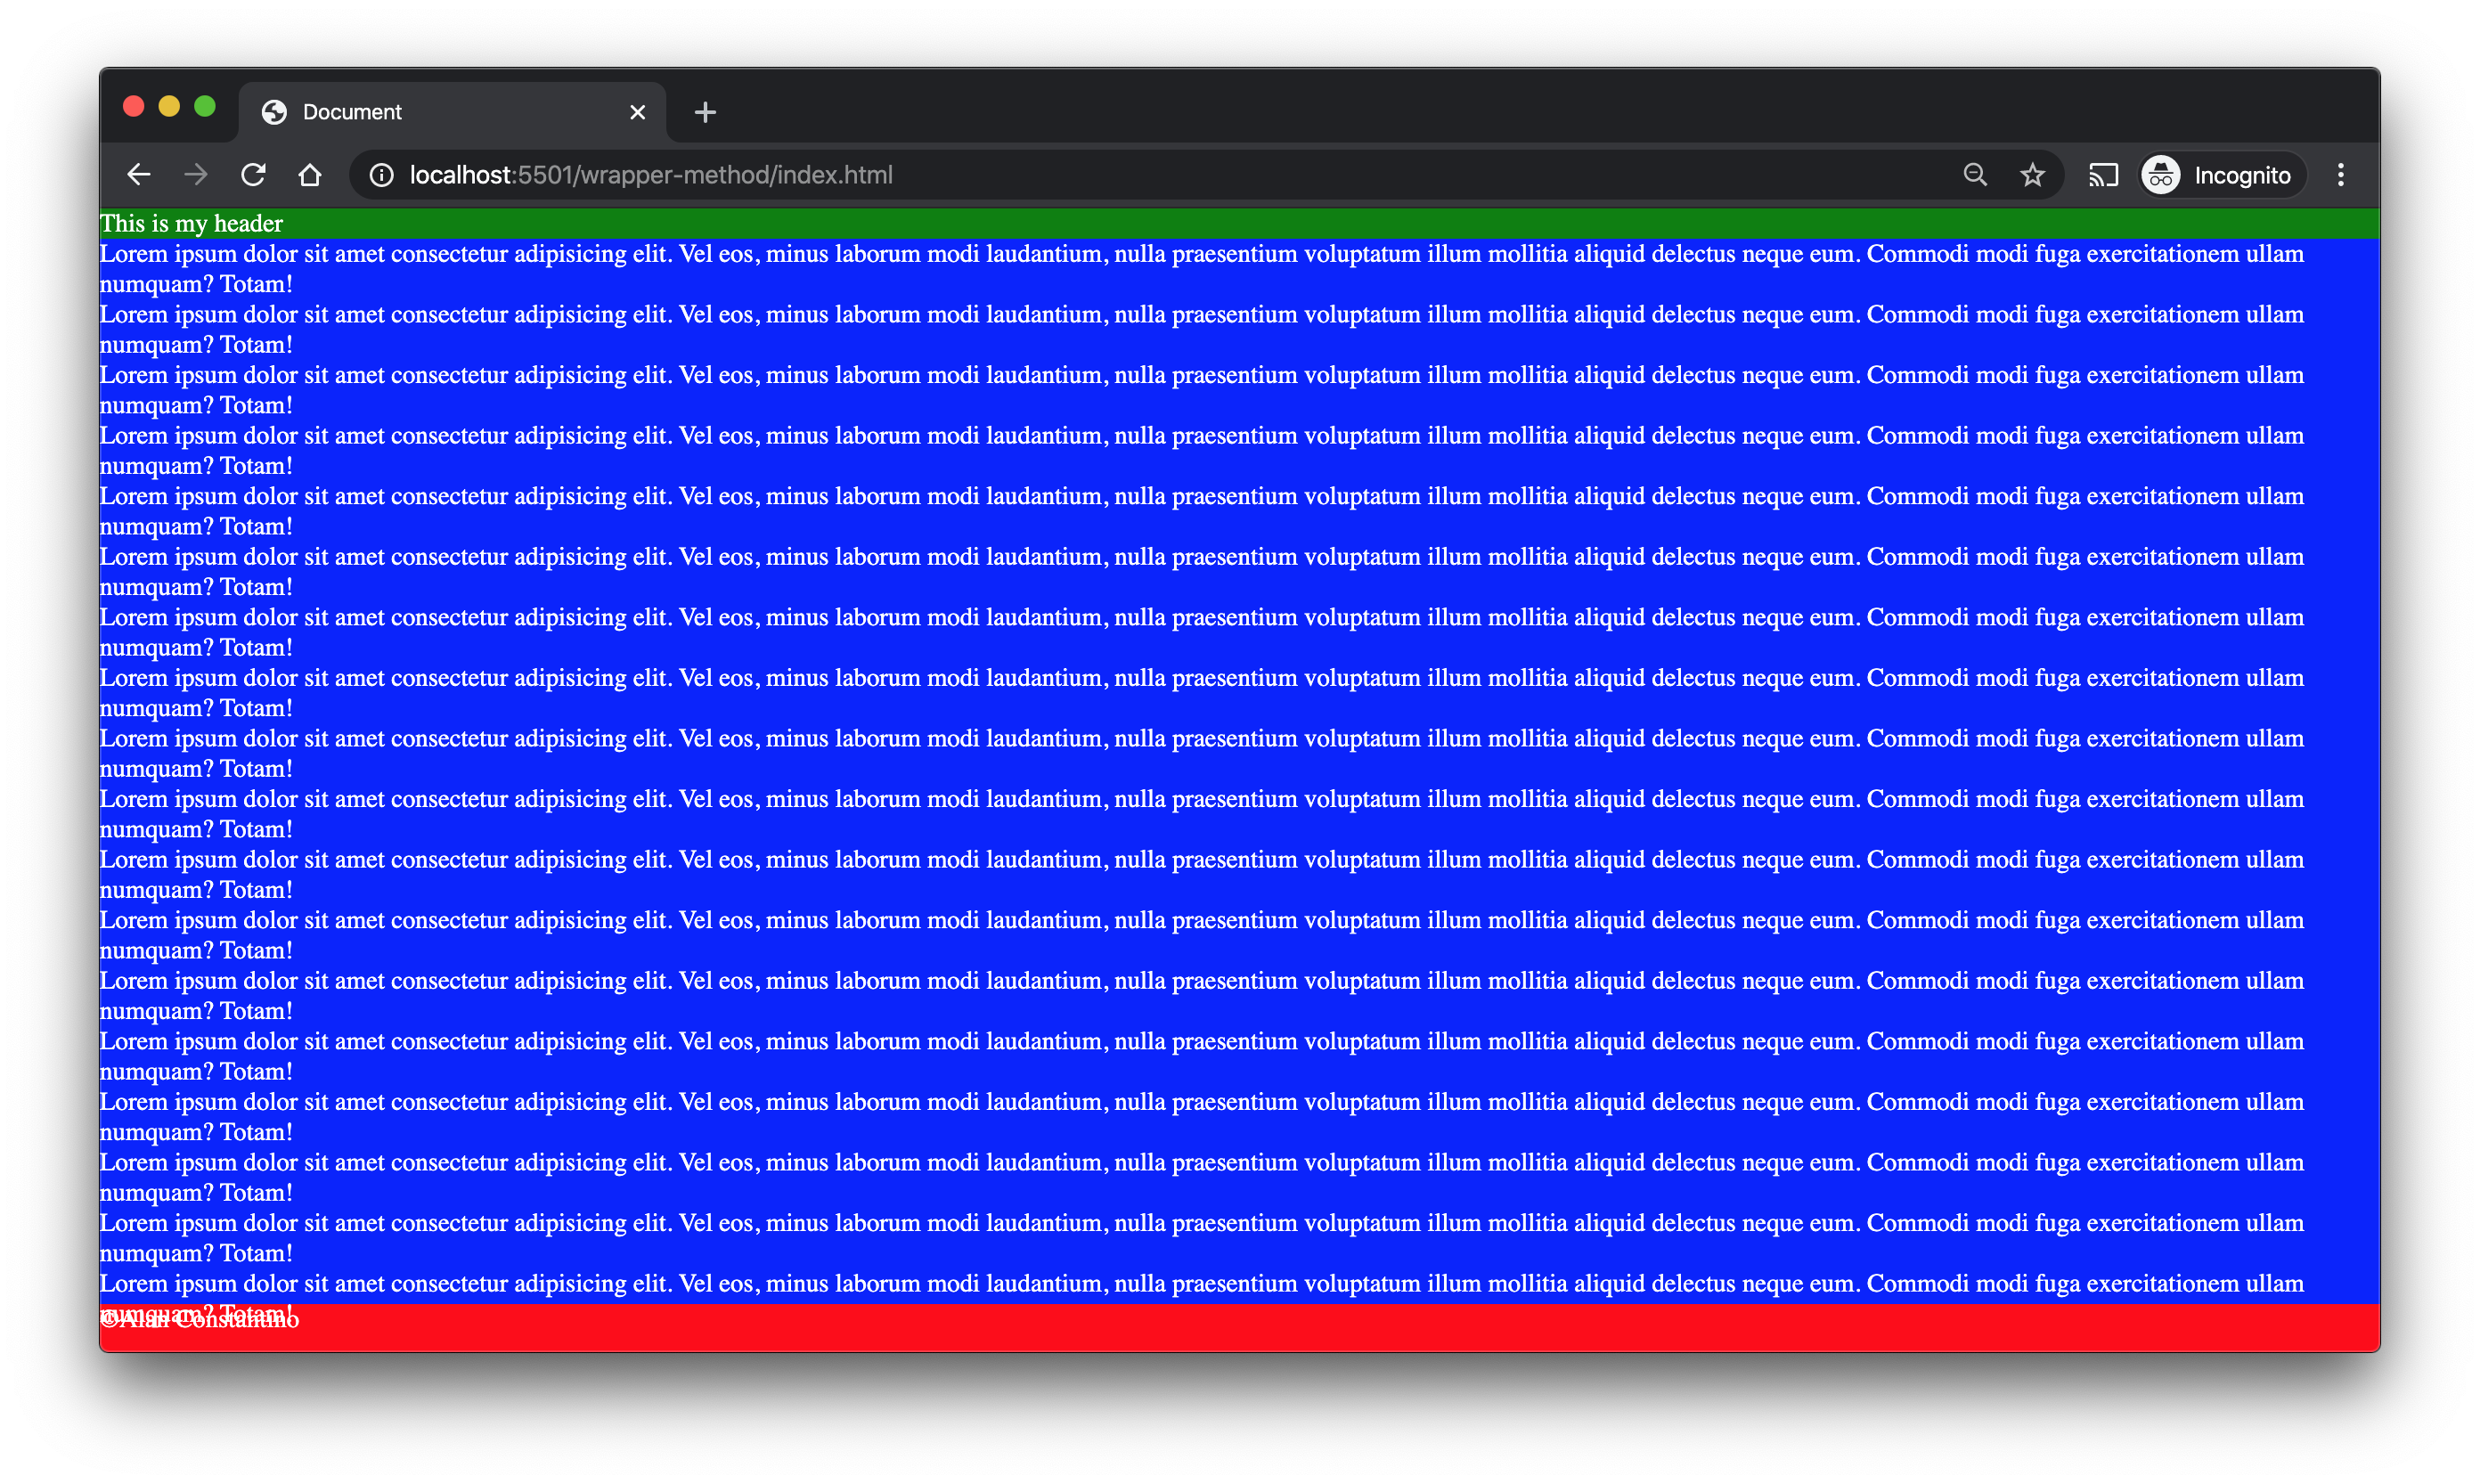 Document
localhost:5501/wrapper-method/index.html
Incognito
This is my header
Lorem ipsum dolor sit amet consectetur adipisicing elit. Vel eos, minus laborum modi laudantium, nulla praesentium voluptatum illum mollitia aliquid delectus neque eum. Commodi modi fuga exercitationem ullam
numquam? Totam!
Lorem ipsum dolor sit amet consectetur adipisicing elit. Vel eos, minus laborum modi laudantium, nulla praesentium voluptatum illum mollitia aliquid delectus neque eum. Commodi modi fuga exercitationem ullam
numquam? Totam!
Lorem ipsum dolor sit amet consectetur adipisicing elit. Vel eos, minus laborum modi laudantium, nulla praesentium voluptatum illum mollitia aliquid delectus neque eum. Commodi modi fuga exercitationem ullam
numquam? Totam!
Lorem ipsum dolor sit amet consectetur adipisicing elit. Vel eos, minus laborum modi laudantium, nulla praesentium voluptatum illum mollitia aliquid delectus neque eum. Commodi modi fuga exercitationem ullam
numquam? Totam!
Lorem ipsum dolor sit amet consectetur adipisicing elit. Vel eos, minus laborum modi laudantium, nulla praesentium voluptatum illum mollitia aliquid delectus neque eum. Commodi modi fuga exercitationem ullam
numquam? Totam!
Lorem ipsum dolor sit amet consectetur adipisicing elit. Vel eos, minus laborum modi laudantium, nulla praesentium voluptatum illum mollitia aliquid delectus neque eum. Commodi modi fuga exercitationem ullam
numquam? Totam!
Lorem ipsum dolor sit amet consectetur adipisicing elit. Vel eos, minus laborum modi laudantium, nulla praesentium voluptatum illum mollitia aliquid delectus neque eum. Commodi modi fuga exercitationem ullam
numquam? Totam!
Lorem ipsum dolor sit amet consectetur adipisicing elit. Vel eos, minus laborum modi laudantium, nulla praesentium voluptatum illum mollitia aliquid delectus neque eum. Commodi modi fuga exercitationem ullam
numquam? Totam!
Lorem ipsum dolor sit amet consectetur adipisicing elit. Vel eos, minus laborum modi laudantium, nulla praesentium voluptatum illum mollitia aliquid delectus neque eum. Commodi modi fuga exercitationem ullam
numquam? Totam!
Lorem ipsum dolor sit amet consectetur adipisicing elit. Vel eos, minus laborum modi laudantium, nulla praesentium voluptatum illum mollitia aliquid delectus neque eum. Commodi modi fuga exercitationem ullam
numquam? Totam!
Lorem ipsum dolor sit amet consectetur adipisicing elit. Vel eos, minus laborum modi laudantium, nulla praesentium voluptatum illum mollitia aliquid delectus neque eum. Commodi modi fuga exercitationem ullam
numquam? Totam!
Lorem ipsum dolor sit amet consectetur adipisicing elit. Vel eos, minus laborum modi laudantium, nulla praesentium voluptatum illum mollitia aliquid delectus neque eum. Commodi modi fuga exercitationem ullam
numquam? Totam!
Lorem ipsum dolor sit amet consectetur adipisicing elit. Vel eos, minus laborum modi laudantium, nulla praesentium voluptatum illum mollitia aliquid delectus neque eum. Commodi modi fuga exercitationem ullam
numquam? Totam!
Lorem ipsum dolor sit amet consectetur adipisicing elit. Vel eos, minus laborum modi laudantium, nulla praesentium voluptatum illum mollitia aliquid delectus neque eum. Commodi modi fuga exercitationem ullam
numquam? Totam!
Lorem ipsum dolor sit amet consectetur adipisicing elit. Vel eos, minus laborum modi laudantium, nulla praesentium voluptatum illum mollitia aliquid delectus neque eum. Commodi modi fuga exercitationem ullam
numquam? Totam!
Lorem ipsum dolor sit amet consectetur adipisicing elit. Vel eos, minus laborum modi laudantium, nulla praesentium voluptatum illum mollitia aliquid delectus neque eum. Commodi modi fuga exercitationem ullam
numquam? Totam!
Lorem ipsum dolor sit amet consectetur adipisicing elit. Vel eos, minus laborum modi laudantium, nulla praesentium voluptatum illum mollitia aliquid delectus neque eum. Commodi modi fuga exercitationem ullam
numquam? Totam!
Lorem ipsum dolor sit amet consectetur adipisicing elit. Vel eos, minus laborum modi laudantium, nulla praesentium voluptatum illum mollitia aliquid delectus neque eum. Commodi modi fuga exercitationem ullam
numquam? Totam!
©Alan Constantino